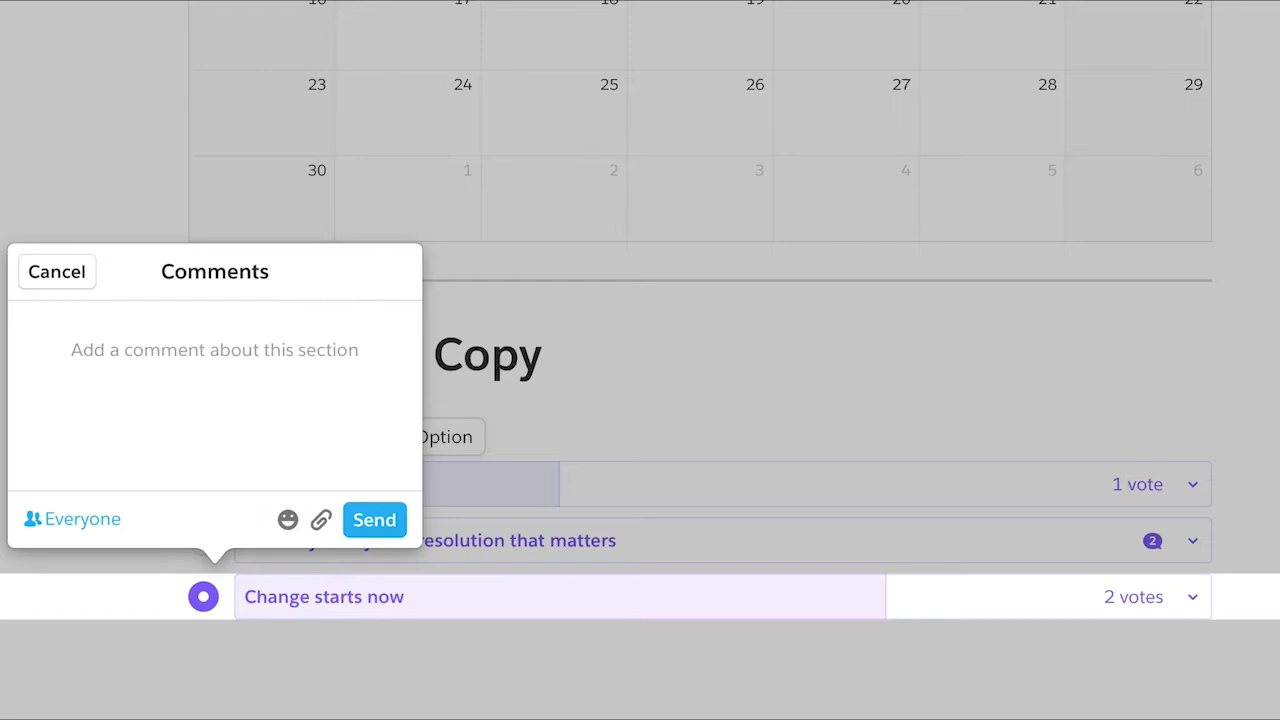 16 17 18 19 20 21 22
23 24 25 26 27 28 29
30 1 2 3 4 5 6
Cancel
Comments
Add a comment about this section
Everyone
Send
Copy
Option
1 vote
resolution that matters
2
Change starts now
2 votes